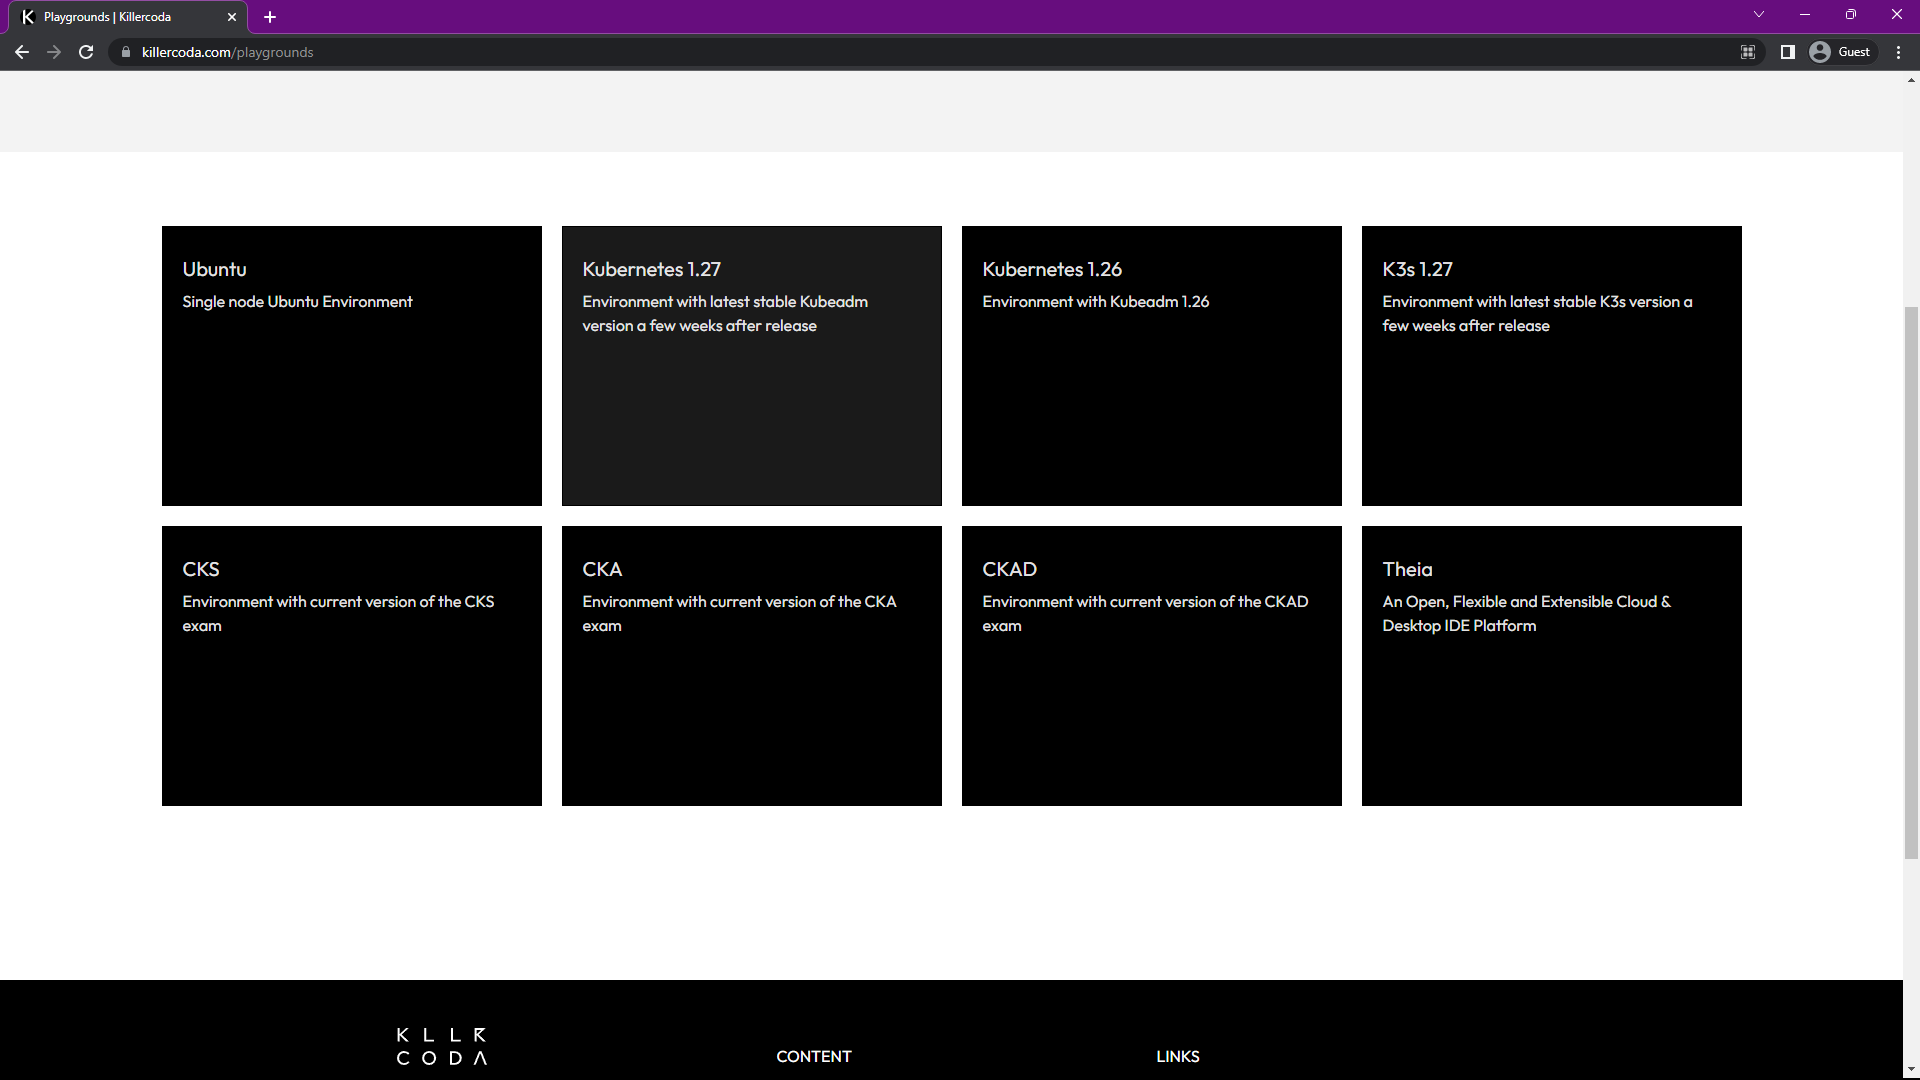 Playgrounds | Killercoda
killercoda.com/playgrounds
Guest
Ubuntu
Single node Ubuntu Environment
Kubernetes 1.27
Environment with latest stable Kubeadm
version a few weeks after release
Kubernetes 1.26
Environment with Kubeadm 1.26
K3s 1.27
Environment with latest stable K3s version a
few weeks after release
CKS
Environment with current version of the CKS
exam
CKA
Environment with current version of the CKA
exam
CKAD
Environment with current version of the CKAD
exam
Theia
An Open, Flexible and Extensible Cloud &
Desktop IDE Platform
KLLR
CODA
CONTENT
LINKS